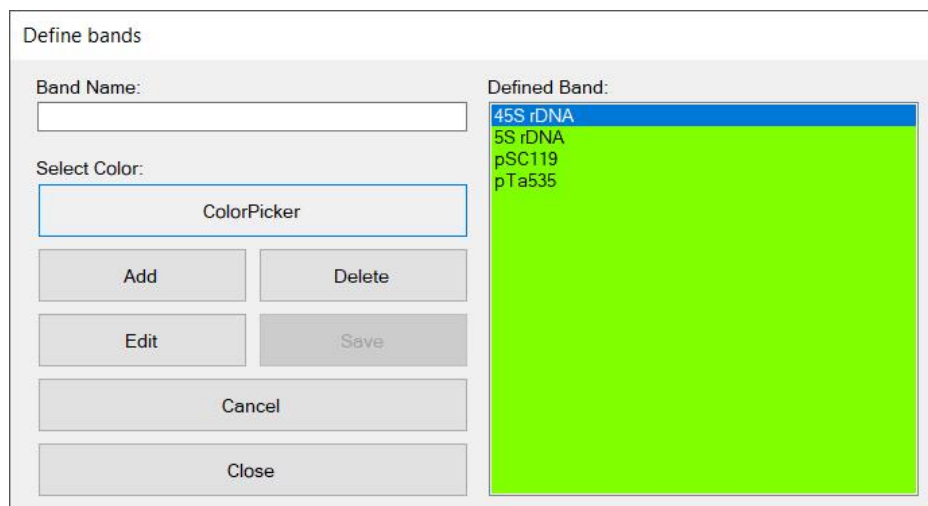 Define bands
Band Name:
Select Color:
ColorPicker
Add
Delete
Edit
Save
Cancel
Close
Defined Band:
45S rDNA
5S rDNA
pSC119
pTa535